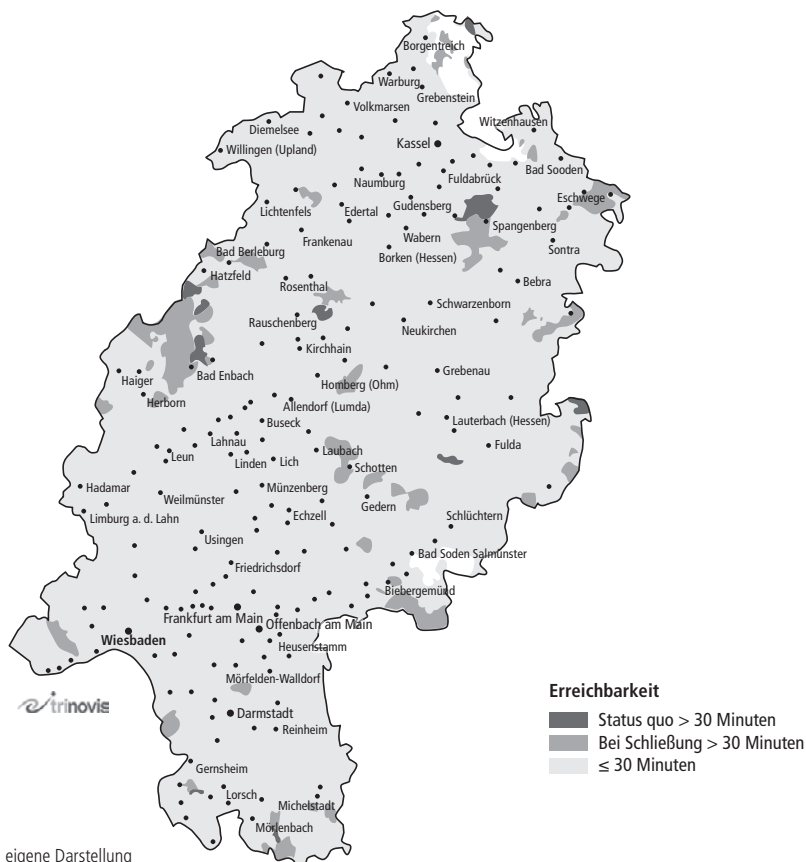 Borgentreich
Warburg
Grebenstein
Volkmarsen
Witzenhausen
Diemelsee
Kassel
Willingen (Upland)
Bad Sooden
Naumburg
Fuldabrück
Eschwege
Lichtenfels
Edertal
Gudensberg
Spangenberg
Frankenau
Wabern
Sontra
Bad Berleburg
Borken (Hessen)
Hatzfeld
Rosenthal
Bebra
Schwarzenborn
Rauschenberg
Neukirchen
Kirchhain
Haiger
Bad Enbach
Homberg (Ohm)
Grebenau
Herborn
Allendorf (Lumda)
Buseck
Lauterbach (Hessen)
Lahnau
Laubach
Fulda
Leun
Linden
Lich
Schotten
Hadamar
Münzenberg
Weilmünster
Gedern
Limburg a. d. Lahn
Echzell
Schlüchtern
Usingen
Bad Soden Salmünster
Friedrichsdorf
Biebergemünd
Frankfurt am Main
Offenbach am Main
Wiesbaden
Heusenstamm
Mörfelden-Walldorf
trinovis
Darmstadt
Reinheim
Gernsheim
Lorsch
Michelstadt
Mörlenbach
Erreichbarkeit
Status quo > 30 Minuten
Bei Schließung > 30 Minuten
≤ 30 Minuten
eigene Darstellung